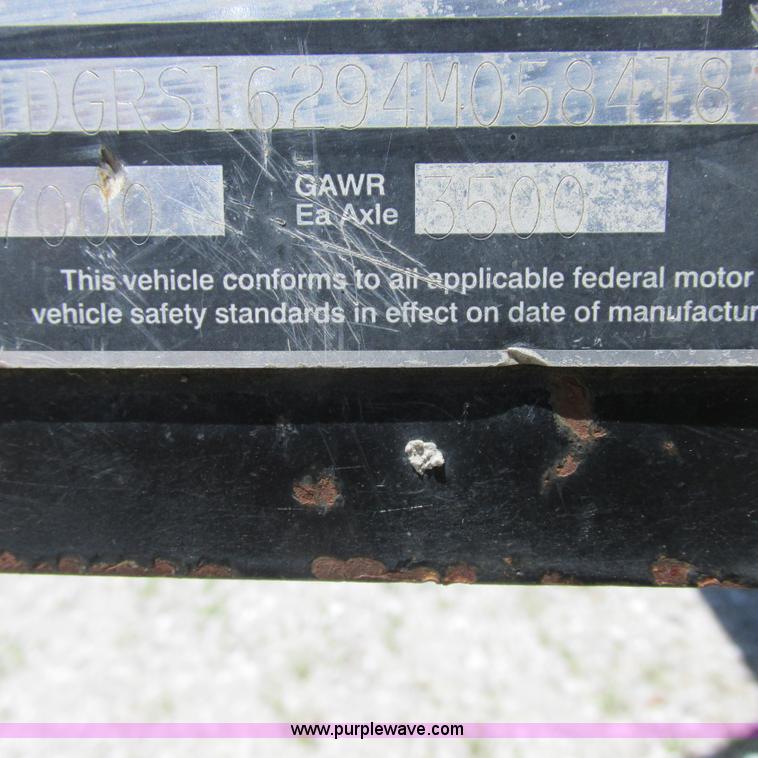 1DGRS16294M058418
7000 GAWR Ea Axle 3500
This vehicle conforms to all applicable federal motor
vehicle safety standards in effect on date of manufactur
www.purplewave.com